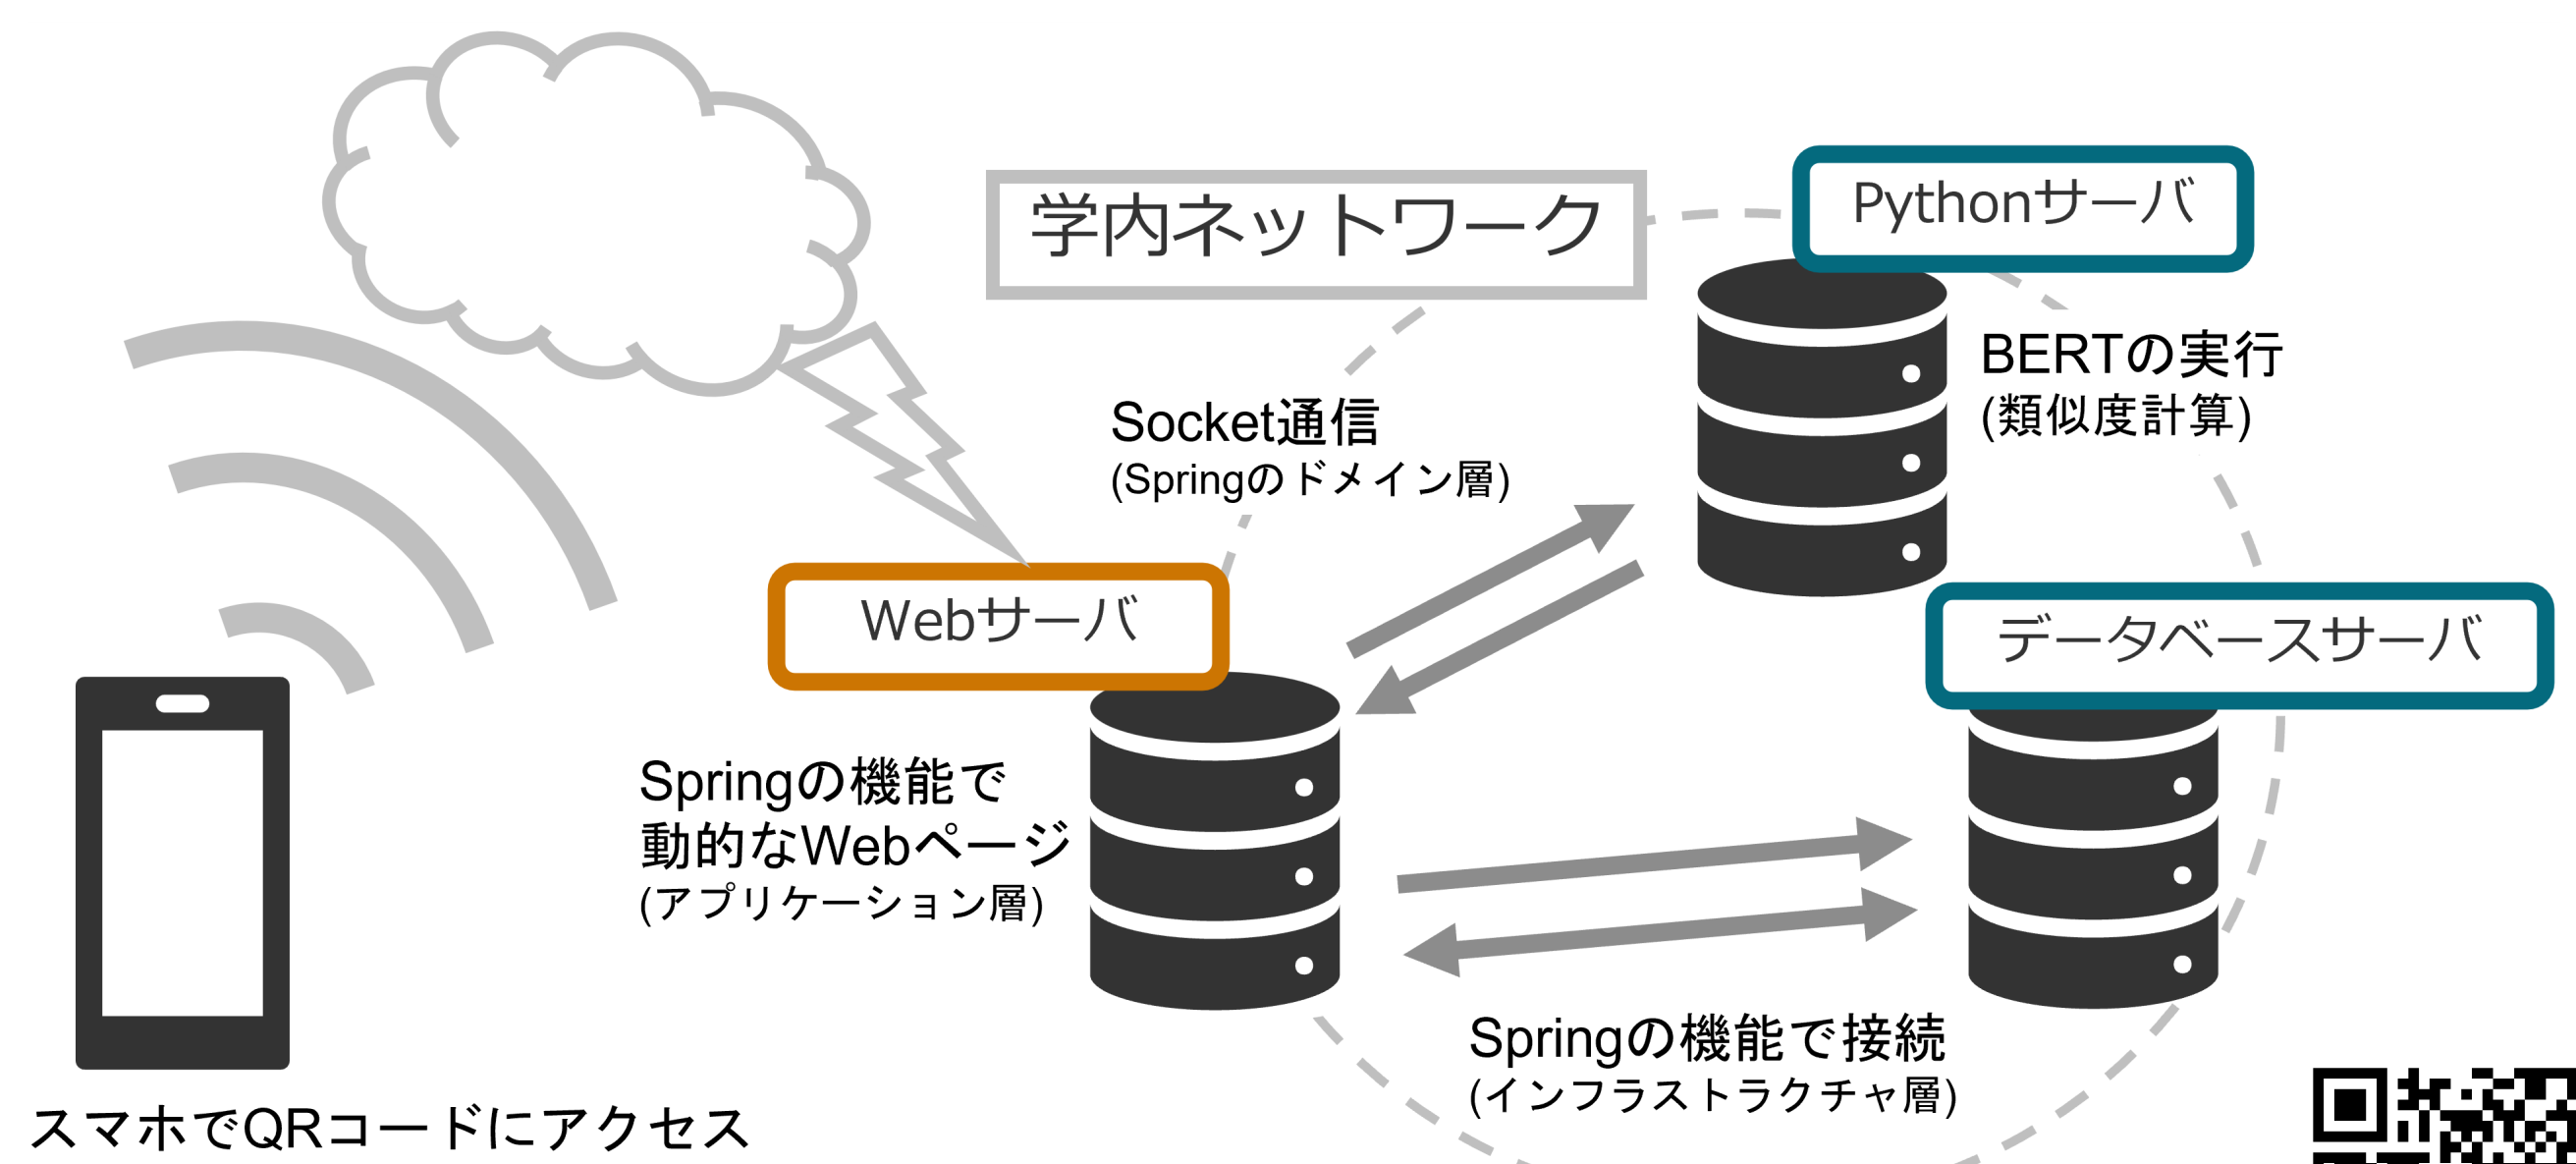 学内ネットワーク
Pythonサーバ
BERTの実行
(類似度計算)
Socket通信
(Springのドメイン層)
Webサーバ
データベースサーバ
Springの機能で
動的なWebページ
(アプリケーション層)
Springの機能で接続
(インフラストラクチャ層)
スマホでQRコードにアクセス